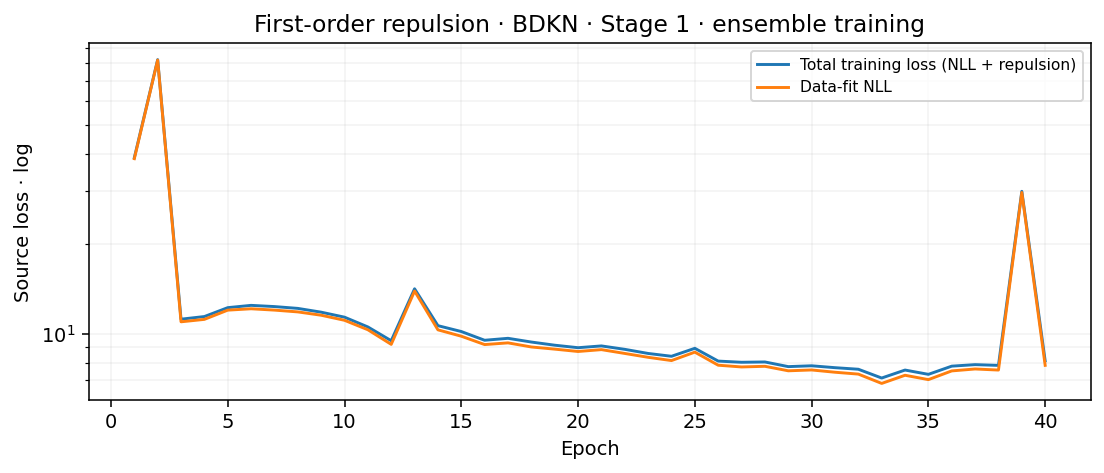 First-order repulsion · BDKN · Stage 1 · ensemble training
Total training loss (NLL + repulsion)
Data-fit NLL
Source loss · log
10¹
0 5 10 15 20 25 30 35 40
Epoch